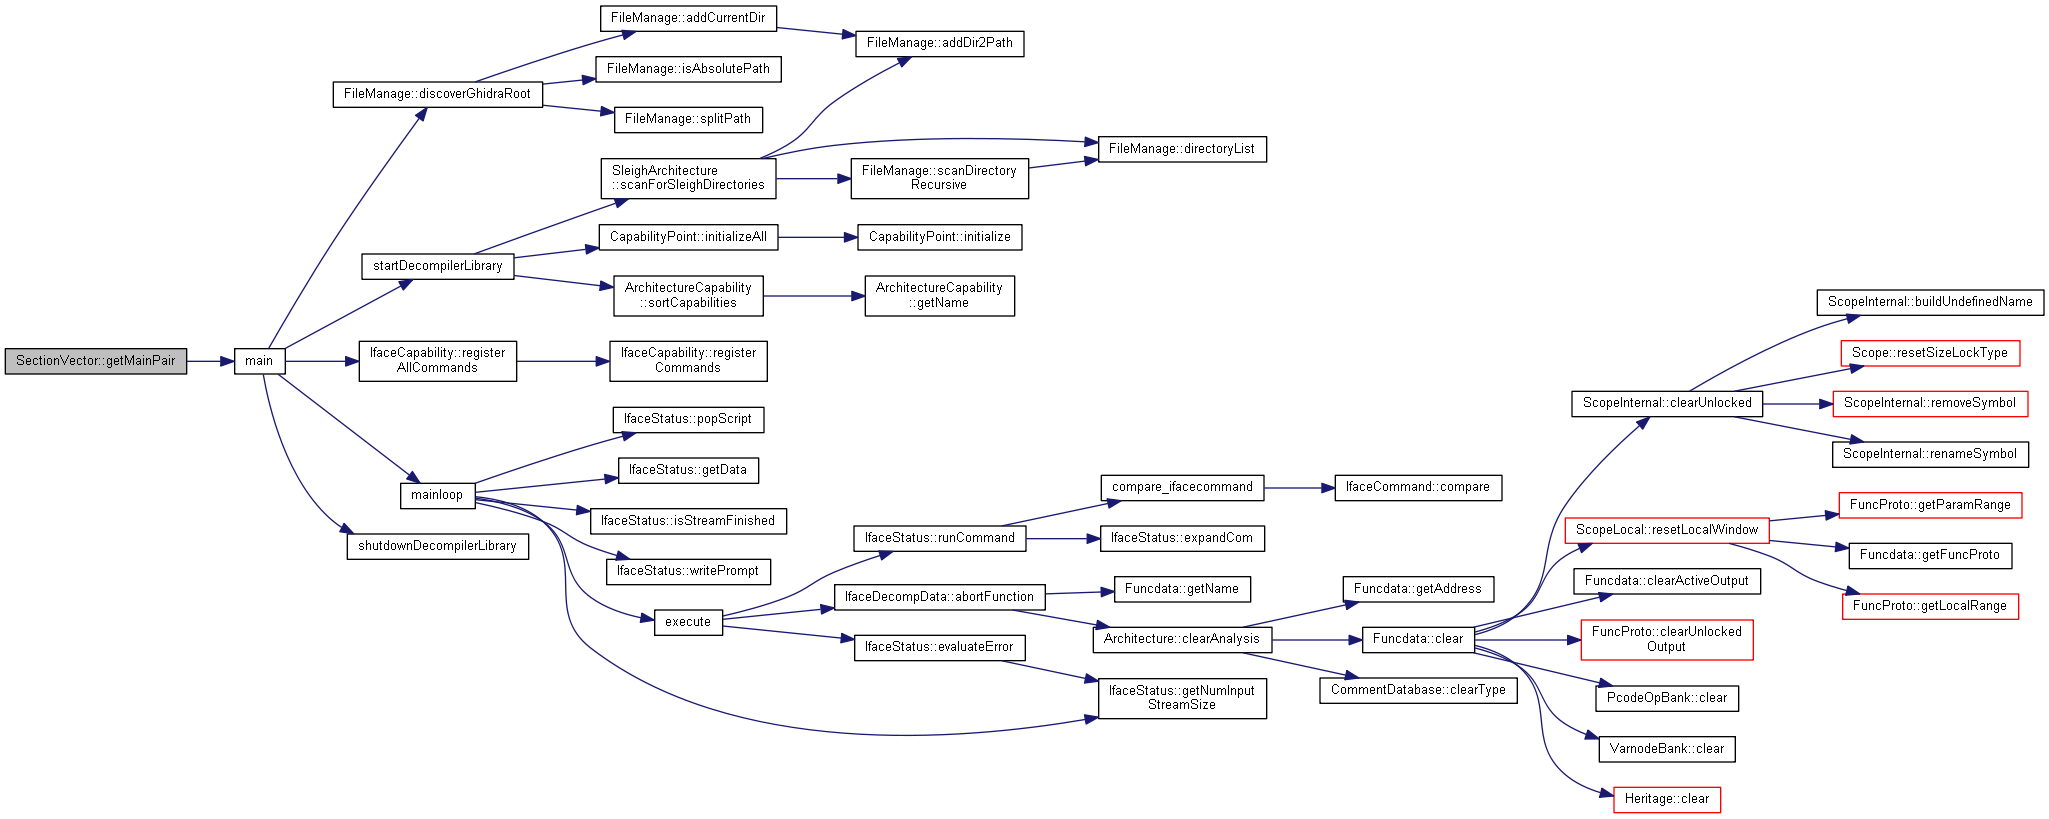 FileManage::addCurrentDir
FileManage::addDir2Path
FileManage::isAbsolutePath
FileManage::discoverGhidraRoot
FileManage::splitPath
FileManage::directoryList
SleighArchitecture
::scanForSleighDirectories
FileManage::scanDirectory
Recursive
CapabilityPoint::initializeAll
CapabilityPoint::initialize
startDecompilerLibrary
ArchitectureCapability
::sortCapabilities
ArchitectureCapability
::getName
ScopeInternal::buildUndefinedName
Scope::resetSizeLockType
SectionVector::getMainPair
main
IfaceCapability::register
AllCommands
IfaceCapability::register
Commands
ScopeInternal::clearUnlocked
ScopeInternal::removeSymbol
IfaceStatus::popScript
ScopeInternal::renameSymbol
IfaceStatus::getData
mainloop
compare_ifacecommand
IfaceCommand::compare
FuncProto::getParamRange
IfaceStatus::isStreamFinished
ScopeLocal::resetLocalWindow
shutdownDecompilerLibrary
IfaceStatus::runCommand
IfaceStatus::expandCom
Funcdata::getFuncProto
IfaceStatus::writePrompt
Funcdata::clearActiveOutput
IfaceDecompData::abortFunction
Funcdata::getName
Funcdata::getAddress
FuncProto::getLocalRange
execute
Architecture::clearAnalysis
Funcdata::clear
FuncProto::clearUnlocked
Output
IfaceStatus::evaluateError
IfaceStatus::getNumInput
StreamSize
CommentDatabase::clearType
PcodeOpBank::clear
VarnodeBank::clear
Heritage::clear